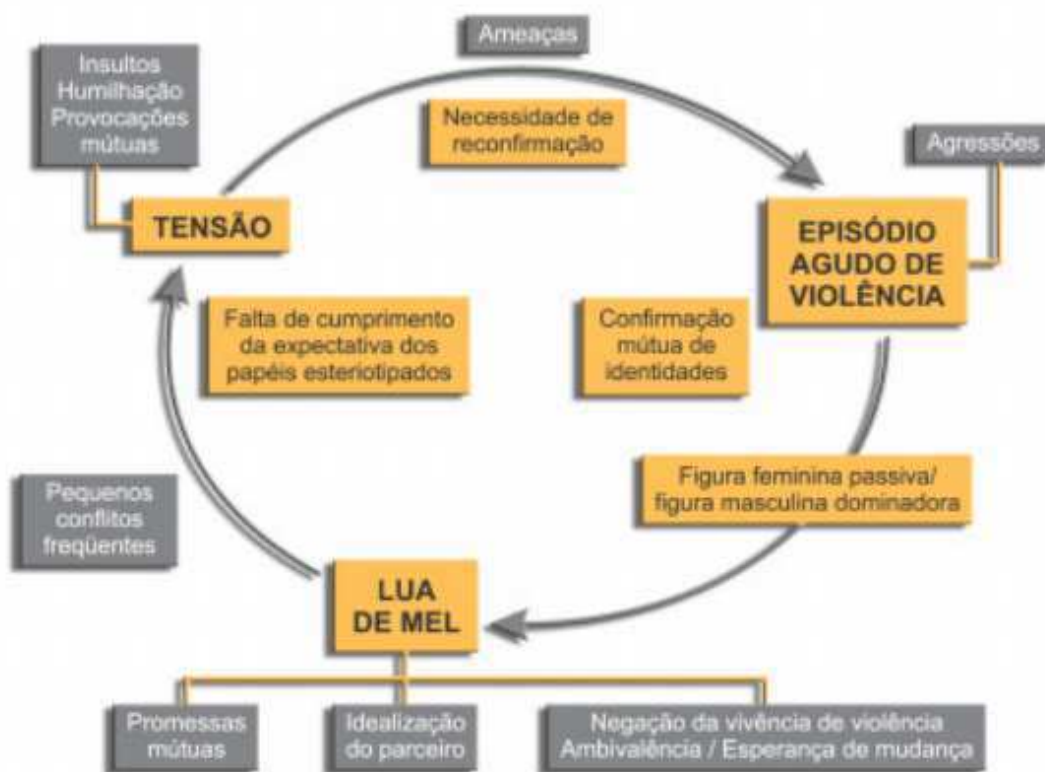 Ameaças
Insultos
Humilhação
Provocações
mútuas
Necessidade de
reconfirmação
Agressões
TENSÃO
EPISÓDIO
AGUDO DE
VIOLÊNCIA
Falta de cumprimento
da expectativa dos
papéis esteriotipados
Confirmação
mútua de
identidades
Figura feminina passiva/
figura masculina dominadora
Pequenos
conflitos
freqüentes
LUA
DE MEL
Promessas
mútuas
Idealização
do parceiro
Negação da vivência de violência
Ambivalência / Esperança de mudança